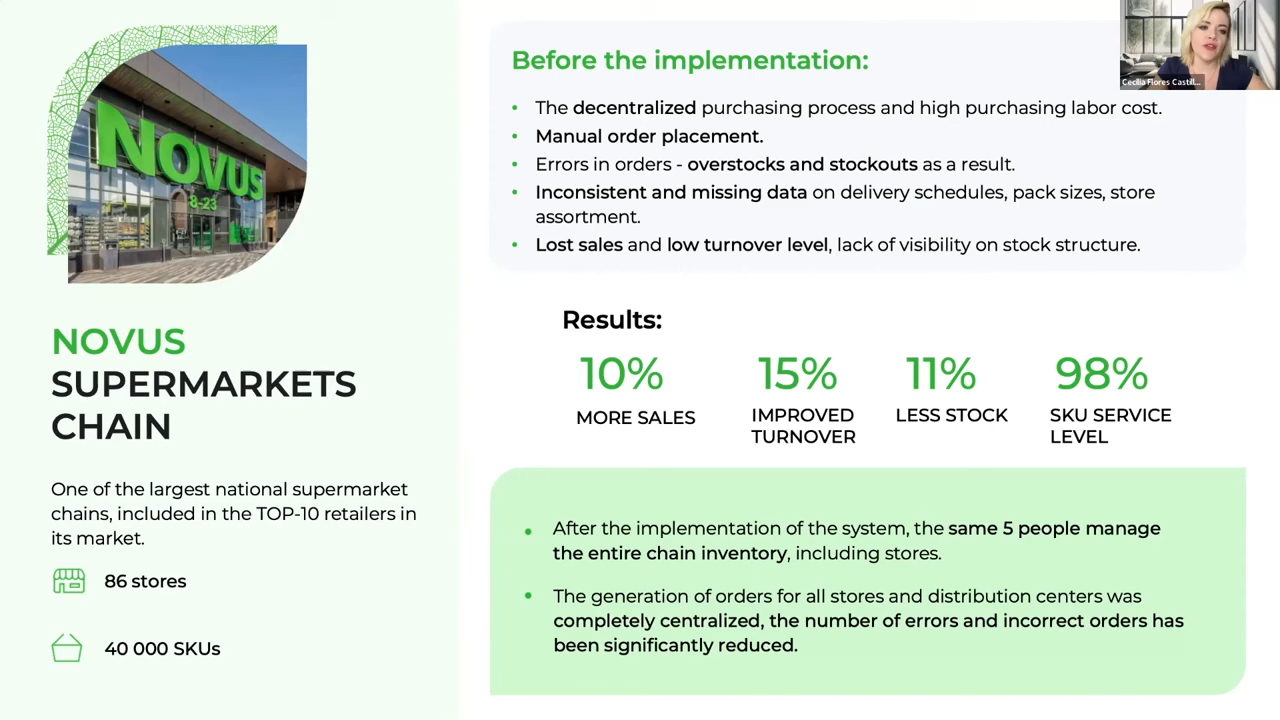 NOVUS
8-23
NOVUS
SUPERMARKETS
CHAIN
One of the largest national supermarket
chains, included in the TOP-10 retailers in
its market.
86 stores
40 000 SKUs
Before the implementation:
• The decentralized purchasing process and high purchasing labor cost.
• Manual order placement.
• Errors in orders - overstocks and stockouts as a result.
• Inconsistent and missing data on delivery schedules, pack sizes, store
assortment.
• Lost sales and low turnover level, lack of visibility on stock structure.
Results:
10%
MORE SALES
15%
IMPROVED
TURNOVER
11%
LESS STOCK
98%
SKU SERVICE
LEVEL
• After the implementation of the system, the same 5 people manage
the entire chain inventory, including stores.
• The generation of orders for all stores and distribution centers was
completely centralized, the number of errors and incorrect orders has
been significantly reduced.
Cecilia Flores Castill...